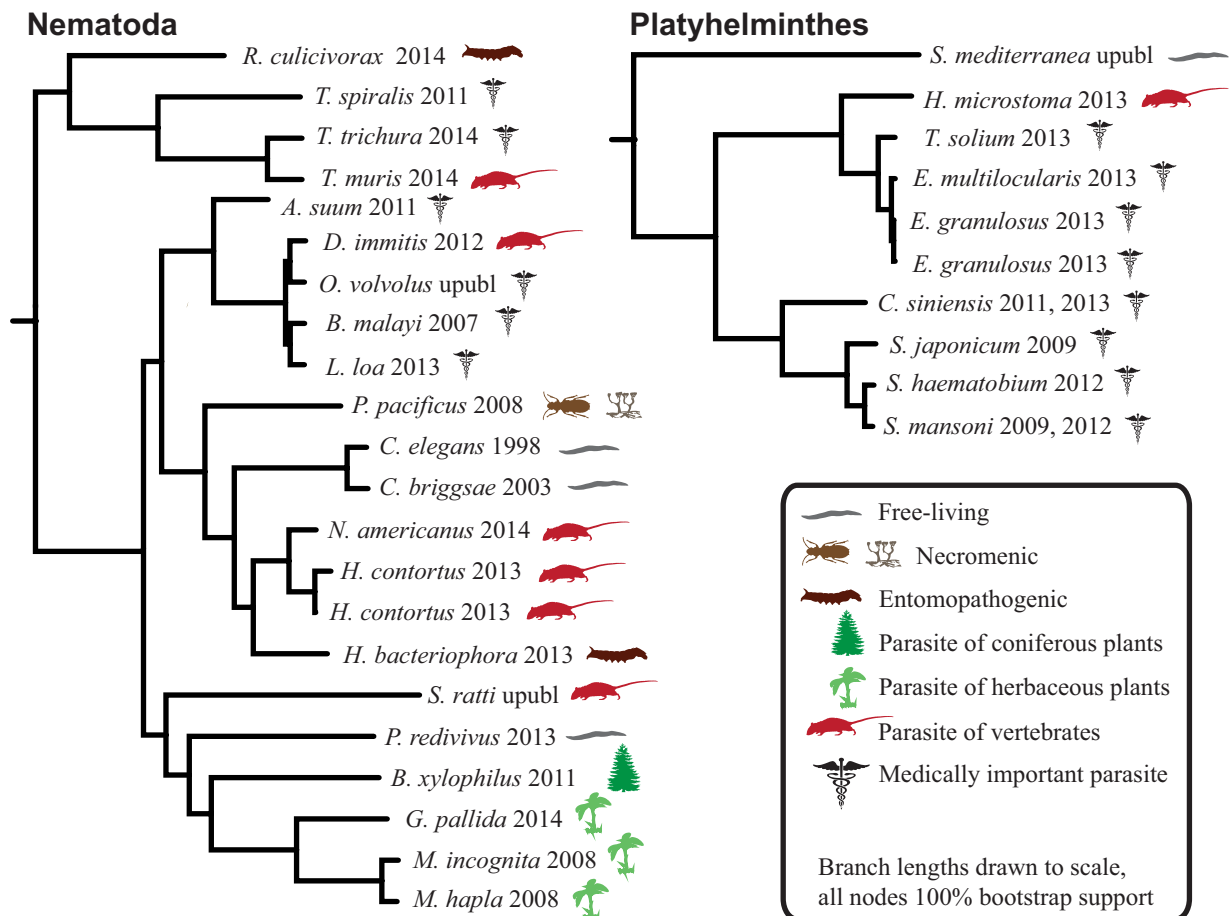 Nematoda
R. culicivorax 2014
T. spiralis 2011
T. trichura 2014
T. muris 2014
A. suum 2011
D. immitis 2012
O. volvolus upubl
B. malayi 2007
L. loa 2013
P. pacificus 2008
C. elegans 1998
C. briggsae 2003
N. americanus 2014
H. contortus 2013
H. contortus 2013
H. bacteriophora 2013
S. ratti upubl
P. redivivus 2013
B. xylophilus 2011
G. pallida 2014
M. incognita 2008
M. hapla 2008
Platyhelminthes
S. mediterranea upubl
H. microstoma 2013
T. solium 2013
E. multilocularis 2013
E. granulosus 2013
E. granulosus 2013
C. siniensis 2011, 2013
S. japonicum 2009
S. haematobium 2012
S. mansoni 2009, 2012
Free-living
Necromenic
Entomopathogenic
Parasite of coniferous plants
Parasite of herbaceous plants
Parasite of vertebrates
Medically important parasite
Branch lengths drawn to scale,
all nodes 100% bootstrap support